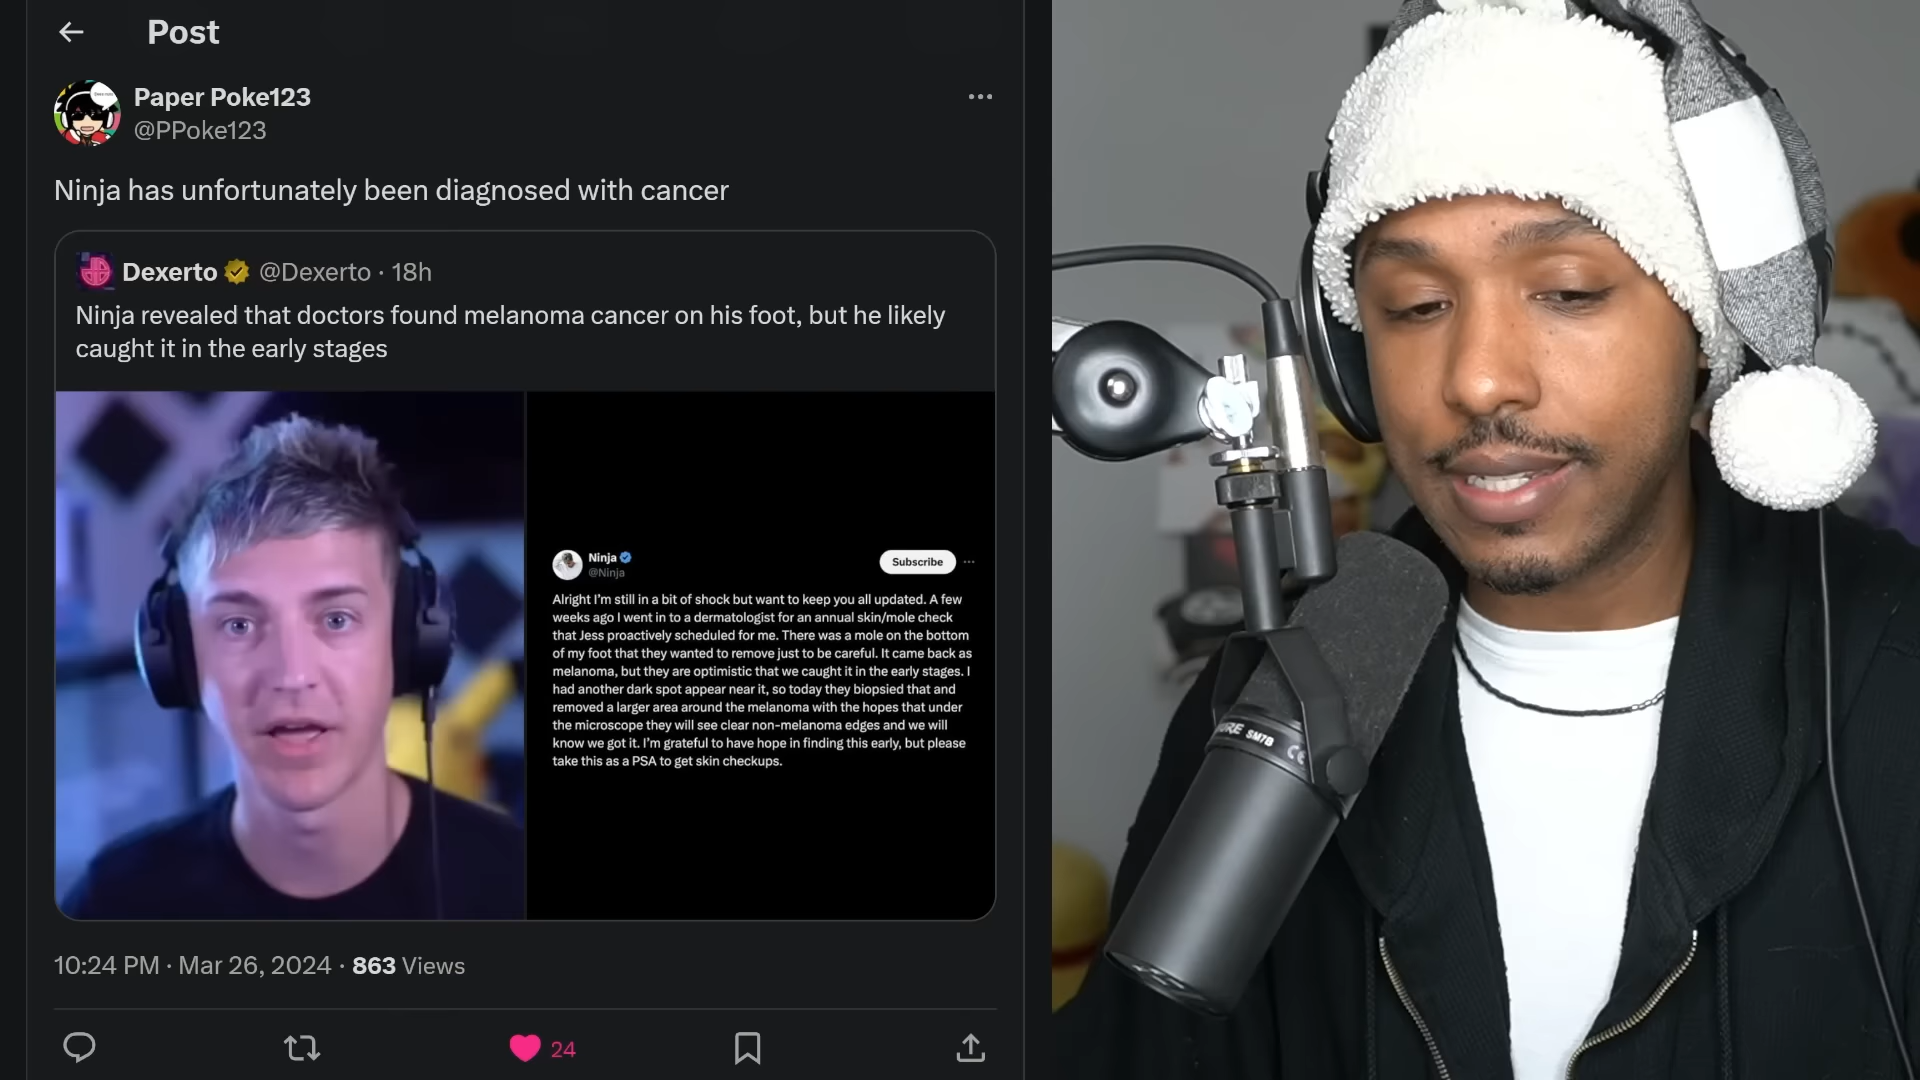 Post
Paper Poke123
@PPoke123
Ninja has unfortunately been diagnosed with cancer
Dexerto @Dexerto · 18h
Ninja revealed that doctors found melanoma cancer on his foot, but he likely
caught it in the early stages
Ninja
@Ninja
Subscribe
Alright I'm still in a bit of shock but want to keep you all updated. A few
weeks ago I went in to a dermatologist for an annual skin/mole check
that Jess proactively scheduled for me. There was a mole on the bottom
of my foot that they wanted to remove just to be careful. It came back as
melanoma, but they are optimistic that we caught it in the early stages. I
had another dark spot appear near it, so today they biopsied that and
removed a larger area around the melanoma with the hopes that under
the microscope they will see clear non-melanoma edges and we will
know we got it. I'm grateful to have hope in finding this early, but please
take this as a PSA to get skin checkups.
10:24 PM · Mar 26, 2024 · 863 Views
24
SM7B